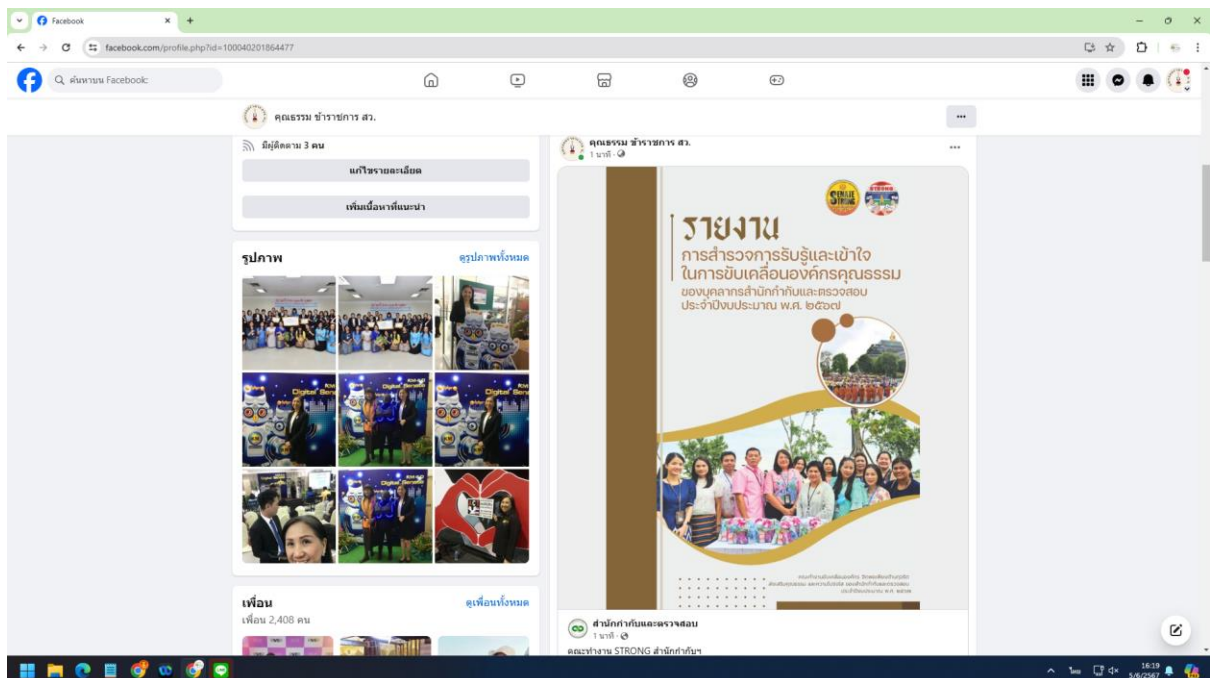 Facebook
facebook.com/profile.php?id=100040201864477
ค้นหาบน Facebook
คุณธรรม ข้าราชการ สว.
มีผู้ติดตาม 3 คน
แก้ไขรายละเอียด
เพิ่มเนื้อหาที่แนะนำ
รูปภาพ
ดูรูปภาพทั้งหมด
เพื่อน
ดูเพื่อนทั้งหมด
เพื่อน 2,408 คน
คุณธรรม ข้าราชการ สว.
1 นาที ·
รายงาน
การสำรวจการรับรู้และเข้าใจ
ในการขับเคลื่อนองค์กรคุณธรรม
ของบุคลากรสำนักกำกับและตรวจสอบ
ประจำปีงบประมาณ พ.ศ. ๒๕๖๗
สำนักกำกับและตรวจสอบ
1 นาที ·
คณะทำงาน STRONG สำนักกำกับฯ
ไทย
16:19
5/6/2567